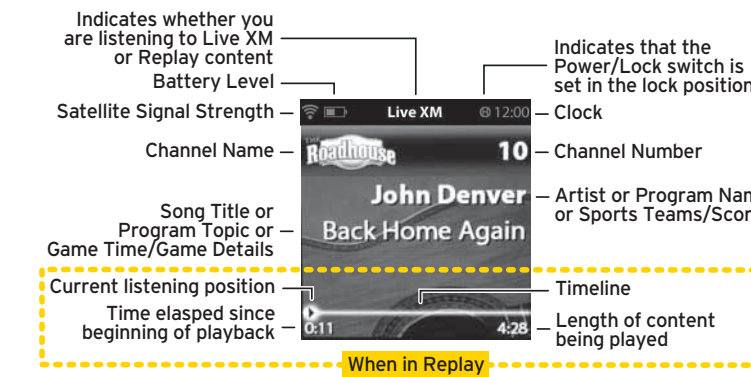 Indicates whether you
are listening to Live XM
or Replay content
Battery Level
Satellite Signal Strength
Channel Name
Song Title or
Program Topic or
Game Time/Game Details
Current listening position
Time elasped since
beginning of playback
Live XM
12:00
THE
Roadhouse
10
John Denver
Back Home Again
0:11
4:28
Indicates that the
Power/Lock switch is
set in the lock position
Clock
Channel Number
Artist or Program Nam
or Sports Teams/Scor
Timeline
Length of content
being played
When in Replay